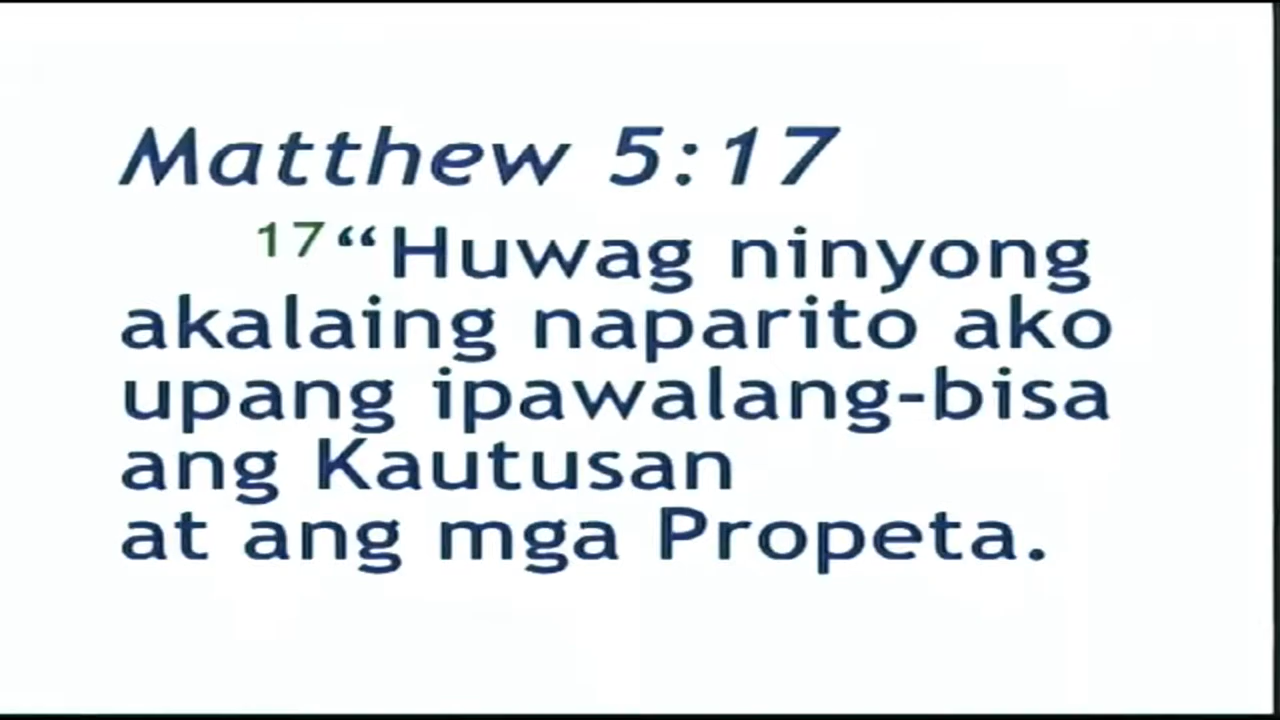 Matthew 5:17
17 “Huwag ninyong
akalaing naparito ako
upang ipawalang-bisa
ang Kautusan
at ang mga Propeta.